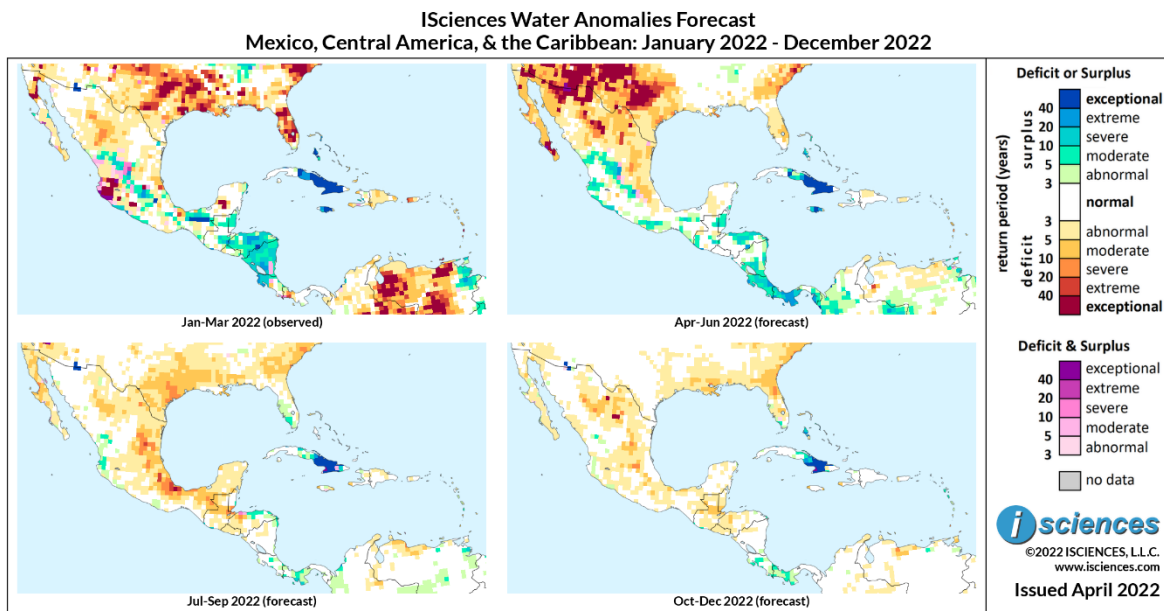 ISciences Water Anomalies Forecast
Mexico, Central America, & the Caribbean: January 2022 - December 2022
Jan-Mar 2022 (observed)
Apr-Jun 2022 (forecast)
Jul-Sep 2022 (forecast)
Oct-Dec 2022 (forecast)
Deficit or Surplus
return period (years)
surplus
deficit
exceptional
40
extreme
20
severe
10
moderate
5
abnormal
3
normal
3
abnormal
5
moderate
10
severe
20
extreme
40
exceptional
Deficit & Surplus
exceptional
40
extreme
20
severe
10
moderate
5
abnormal
3
no data
i sciences
©2022 ISCIENCES, L.L.C.
www.isciences.com
Issued April 2022